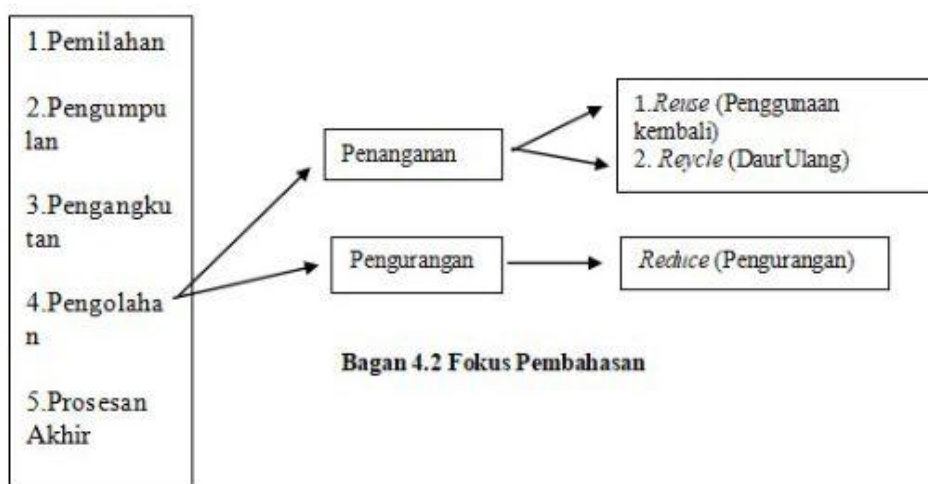 1.Pemilahan
2.Pengumpu
lan
3.Pengangku
tan
4.Pengolaha
n
5.Prosesan
Akhir
Penanganan
Pengurangan
1.Reuse (Penggunaan
kembali)
2. Reycle (DaurUlang)
Reduce (Pengurangan)
Bagan 4.2 Fokus Pembahasan